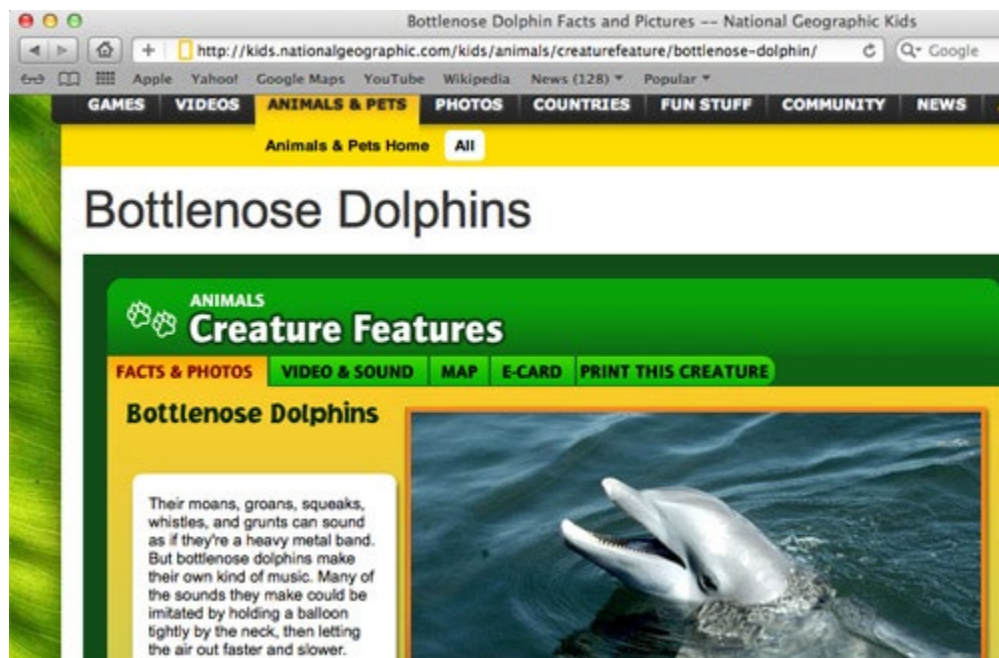 Bottlenose Dolphin Facts and Pictures -- National Geographic Kids
http://kids.nationalgeographic.com/kids/animals/creaturefeature/bottlenose-dolphin/
Google
Apple Yahoo! Google Maps YouTube Wikipedia News (128) Popular
GAMES VIDEOS ANIMALS & PETS PHOTOS COUNTRIES FUN STUFF COMMUNITY NEWS
Animals & Pets Home All
Bottlenose Dolphins
ANIMALS
Creature Features
FACTS & PHOTOS VIDEO & SOUND MAP E-CARD PRINT THIS CREATURE
Bottlenose Dolphins
Their moans, groans, squeaks,
whistles, and grunts can sound
as if they're a heavy metal band.
But bottlenose dolphins make
their own kind of music. Many of
the sounds they make could be
imitated by holding a balloon
tightly by the neck, then letting
the air out faster and slower.